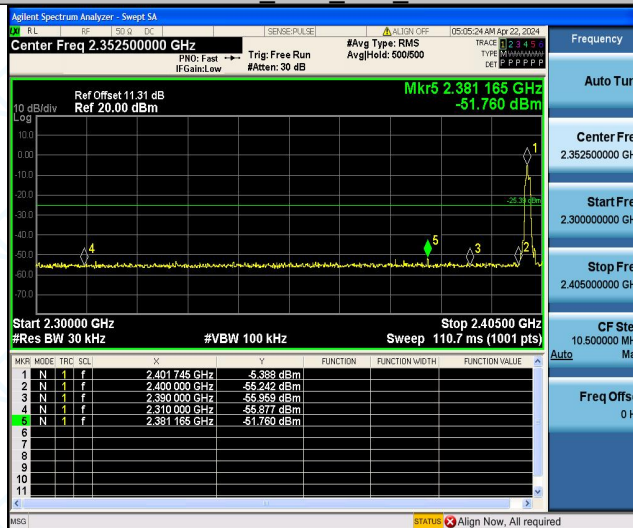 Agilent Spectrum Analyzer - Swept SA
LXI RL RF 50 Ω DC SENSE:PULSE ALIGN OFF 05:05:24 AM Apr 22, 2024
Center Freq 2.352500000 GHz
PNO: Fast
IFGain:Low
Trig: Free Run
#Atten: 30 dB
#Avg Type: RMS
Avg|Hold: 500/500
TRACE 1 2 3 4 5 6
TYPE M
DET P P P P P P
Ref Offset 11.31 dB
Ref 20.00 dBm
10 dB/div
Log
Mkr5 2.381 165 GHz
-51.760 dBm
10.0
0.00
-10.0
-20.0
-30.0
-40.0
-50.0
-60.0
-70.0
-25.39 dBm
1
2
3
4
5
Start 2.30000 GHz
Stop 2.40500 GHz
#Res BW 30 kHz
#VBW 100 kHz
Sweep 110.7 ms (1001 pts)
MKR MODE TRC SCL X Y FUNCTION FUNCTION WIDTH FUNCTION VALUE
1 N 1 f 2.401 745 GHz -5.388 dBm
2 N 1 f 2.400 000 GHz -55.242 dBm
3 N 1 f 2.390 000 GHz -55.959 dBm
4 N 1 f 2.310 000 GHz -55.877 dBm
5 N 1 f 2.381 165 GHz -51.760 dBm
6
7
8
9
10
11
MSG
STATUS Align Now, All required
Frequency
Auto Tun
Center Fre
2.352500000 GH
Start Fre
2.300000000 GH
Stop Fre
2.405000000 GH
CF Ste
10.500000 MH
Auto Ma
Freq Offs
0 H